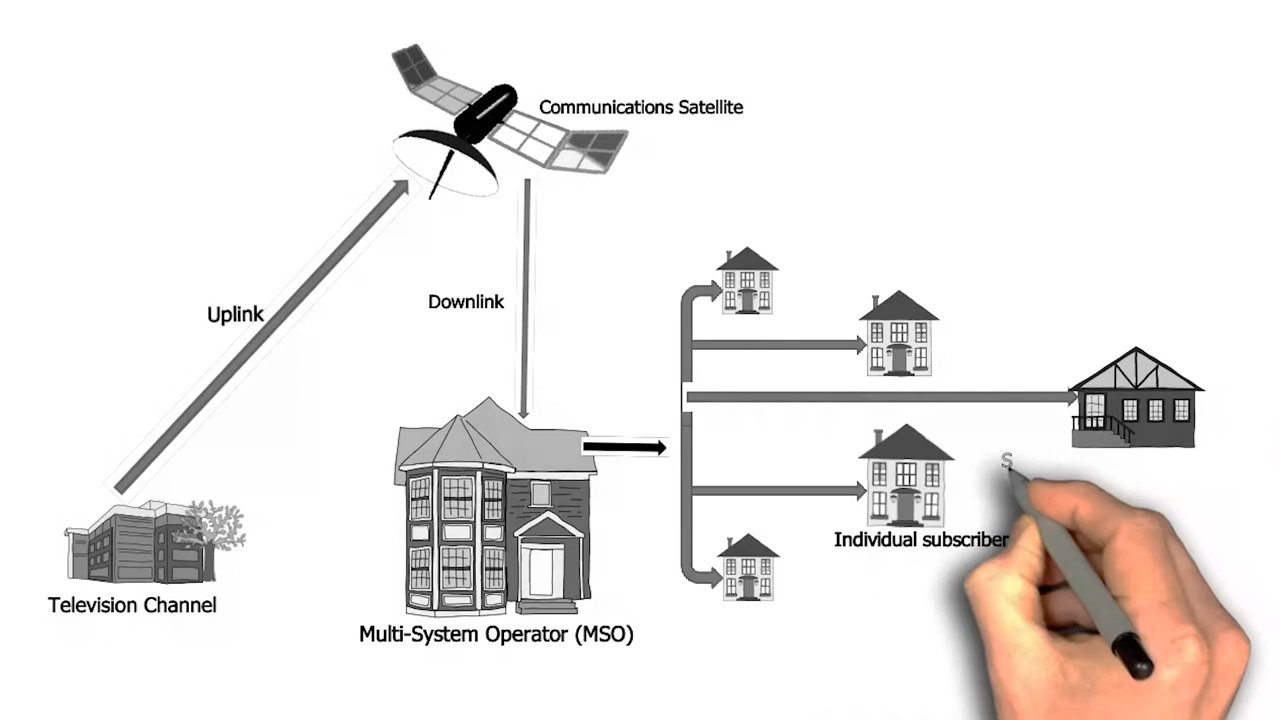 Communications Satellite
Uplink
Downlink
Individual subscriber
S
Television Channel
Multi-System Operator (MSO)